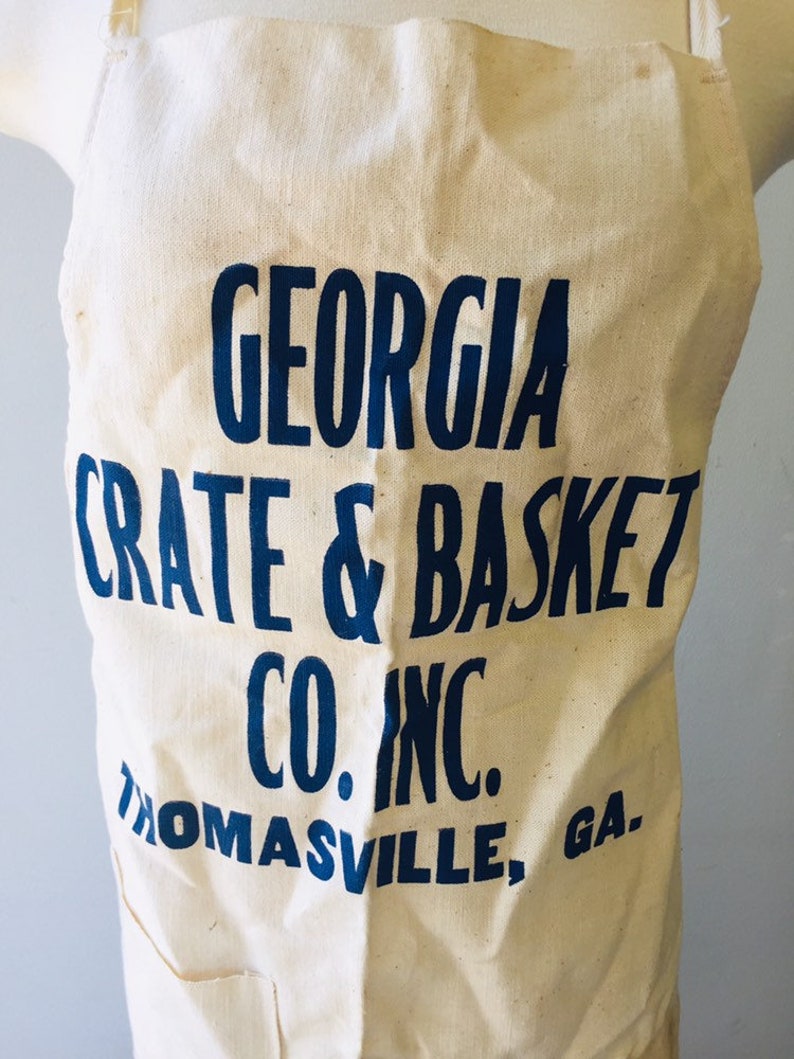 GEORGIA
CRATE & BASKET
CO. INC.
THOMASVILLE, GA.